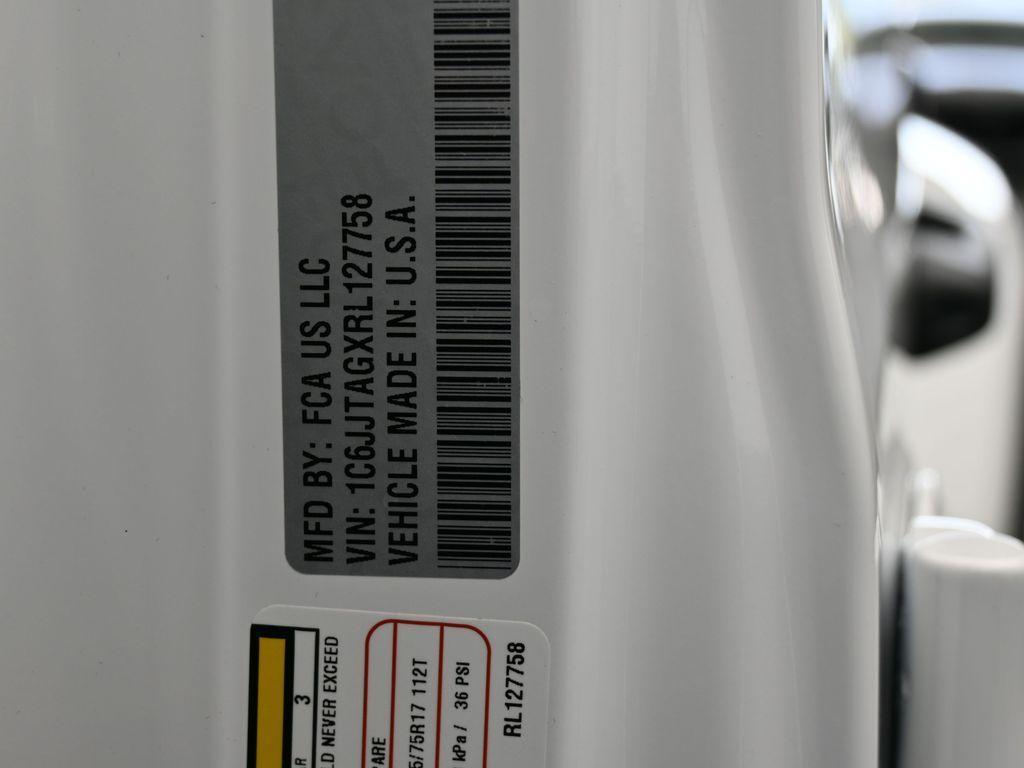 MFD BY: FCA US LLC
VIN: 1C6JJTAGXRL127758
VEHICLE MADE IN: U.S.A.
3
R
LD NEVER EXCEED
ARE
5/75R17 112T
kPa / 36 PSI
RL127758